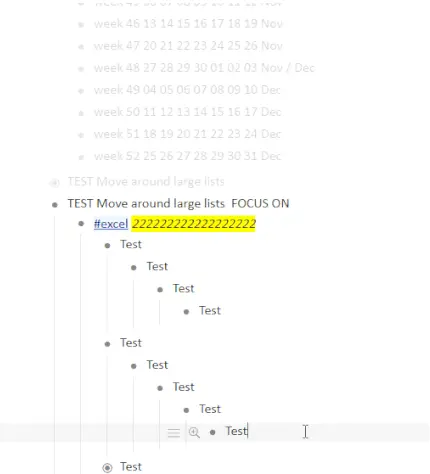 week 46 13 14 15 16 17 18 19 Nov
week 47 20 21 22 23 24 25 26 Nov
week 48 27 28 29 30 01 02 03 Nov / Dec
week 49 04 05 06 07 08 09 10 Dec
week 50 11 12 13 14 15 16 17 Dec
week 51 18 19 20 21 22 23 24 Dec
week 52 25 26 27 28 29 30 31 Dec
TEST Move around large lists
TEST Move around large lists FOCUS ON
#excel 222222222222222222
Test
Test
Test
Test
Test
Test
Test
Test
Test
Test